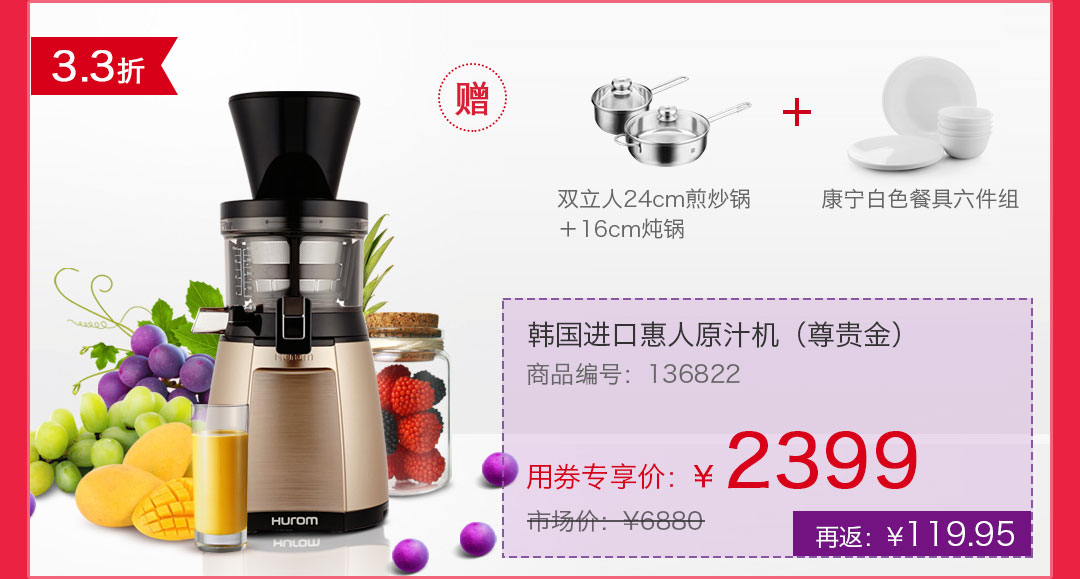 3.3折
赠
+
双立人24cm煎炒锅
+16cm炖锅
康宁白色餐具六件组
韩国进口惠人原汁机（尊贵金）
商品编号：136822
用券专享价：¥ 2399
市场价：¥6880
再返：¥119.95
HUROM
HUROM